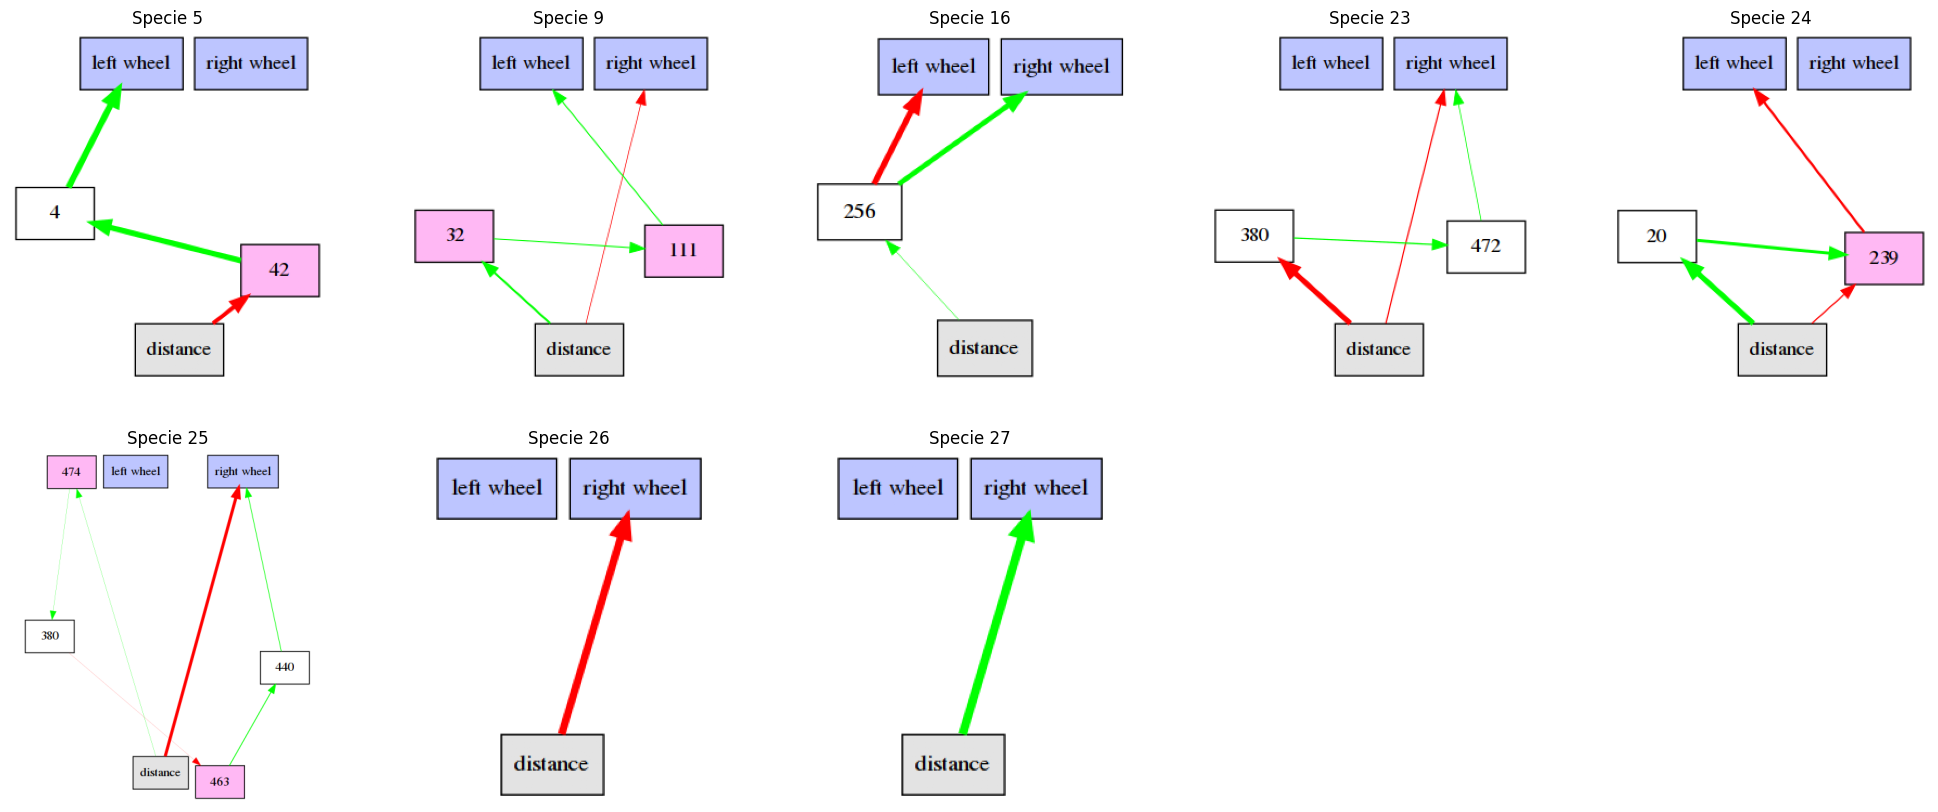 Specie 5
left wheel
right wheel
4
42
distance
Specie 9
left wheel
right wheel
32
111
distance
Specie 16
left wheel
right wheel
256
distance
Specie 23
left wheel
right wheel
380
472
distance
Specie 24
left wheel
right wheel
20
239
distance
Specie 25
474
left wheel
right wheel
380
440
distance
463
Specie 26
left wheel
right wheel
distance
Specie 27
left wheel
right wheel
distance